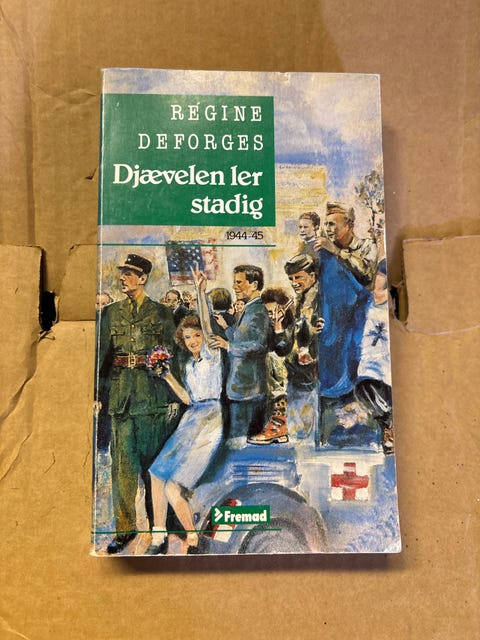 RÉGINE
DEFORGES
Djævelen ler
stadig
1944-45
Fremad